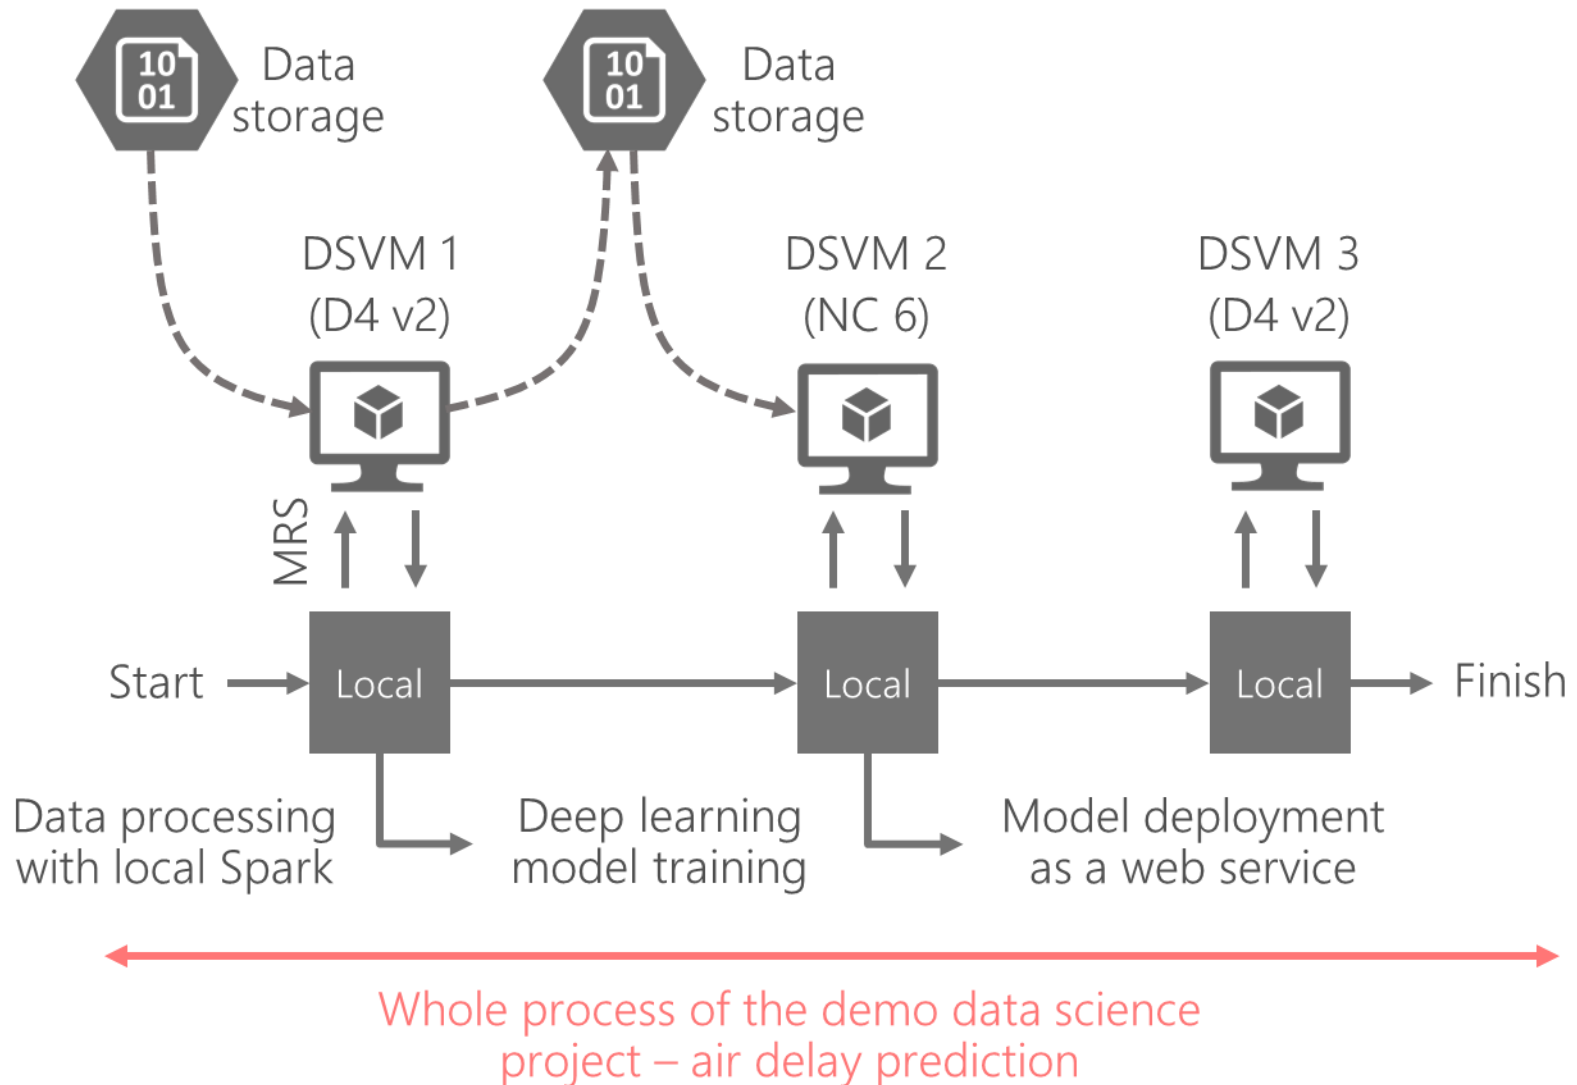 10
01
Data
storage
10
01
Data
storage
DSVM 1
(D4 v2)
DSVM 2
(NC 6)
DSVM 3
(D4 v2)
MRS
Start
Local
Local
Local
Finish
Data processing
with local Spark
Deep learning
model training
Model deployment
as a web service
Whole process of the demo data science
project – air delay prediction